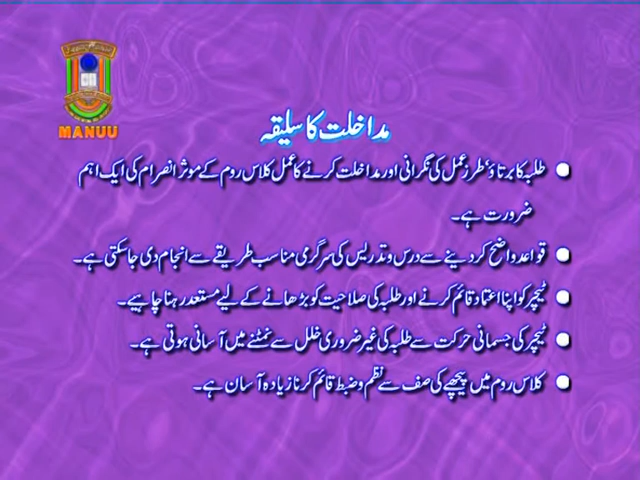 MANUU
مداخلت کا سلیقہ
طلبہ کا برتاؤ، طرز عمل کی نگرانی اور مداخلت کرنے کا عمل کلاس روم کے موثر انصرام کی ایک اہم
ضرورت ہے۔
قواعد واضح کر دینے سے درس و تدریس کی سرگرمی مناسب طریقے سے انجام دی جاسکتی ہے۔
ٹیچر کو اپنا اعتماد قائم کرنے اور طلبہ کی صلاحیت کو بڑھانے کے لیے مستعد رہنا چاہیے۔
ٹیچر کی جسمانی حرکت سے طلبہ کی غیر ضروری خلل سے نمٹنے میں آسانی ہوتی ہے۔
کلاس روم میں پیچھے کی صف سے نظم و ضبط قائم کرنا زیادہ آسان ہے۔